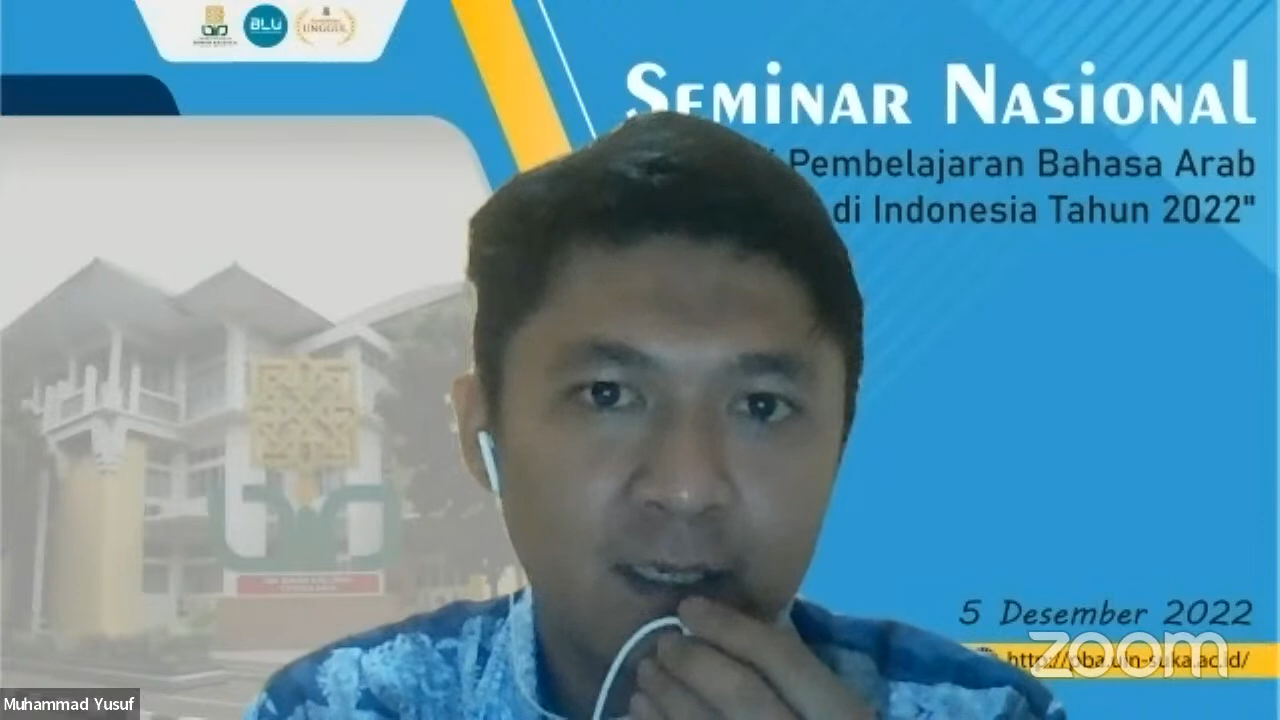 BLU
UNGGUL
SEMINAR NASIONAL
Pembelajaran Bahasa Arab
di Indonesia Tahun 2022"
5 Desember 2022
zoom
http://pba.uin-suka.ac.id/
Muhammad Yusuf